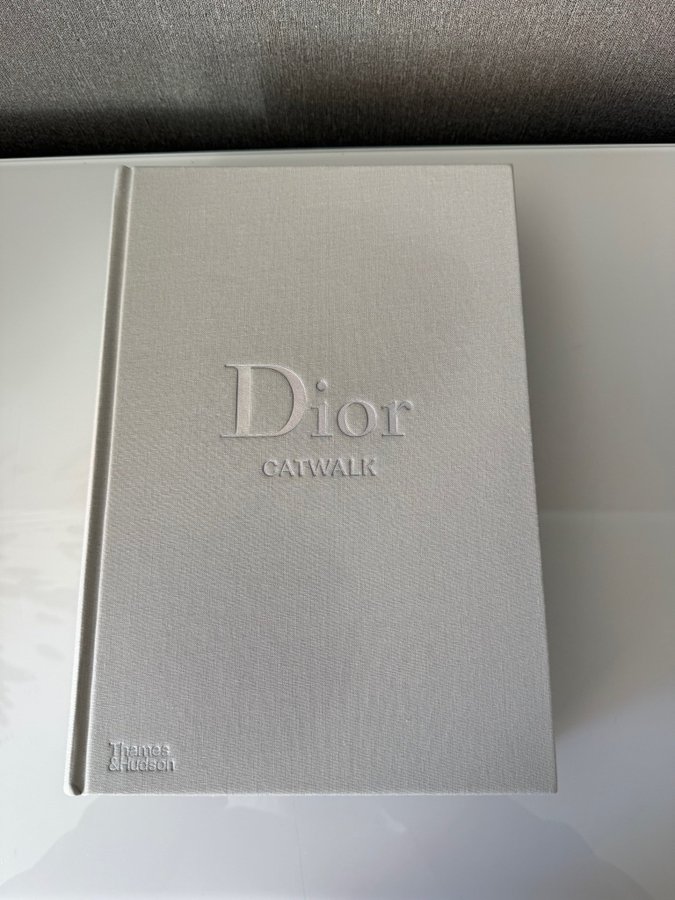 Dior
CATWALK
Thames
&Hudson